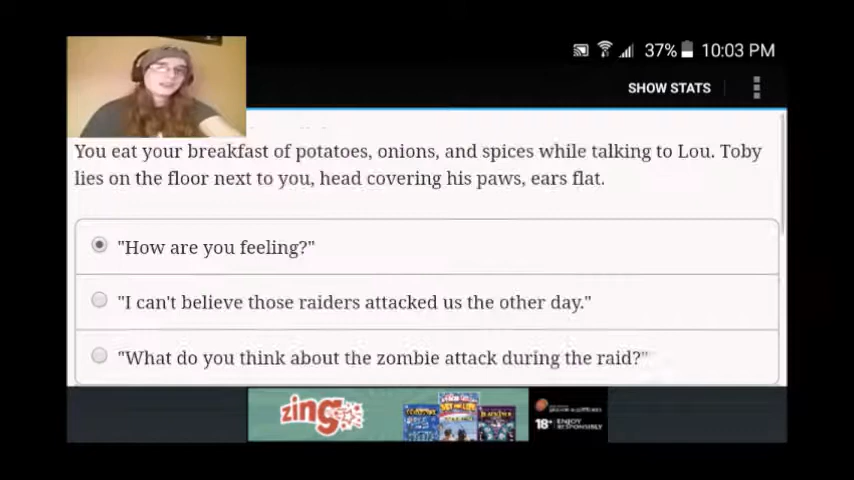 37% 10:03 PM
SHOW STATS
You eat your breakfast of potatoes, onions, and spices while talking to Lou. Toby
lies on the floor next to you, head covering his paws, ears flat.
"How are you feeling?"
"I can't believe those raiders attacked us the other day."
"What do you think about the zombie attack during the raid?"
zing
18+ ENJOY
RESPONSIBLY